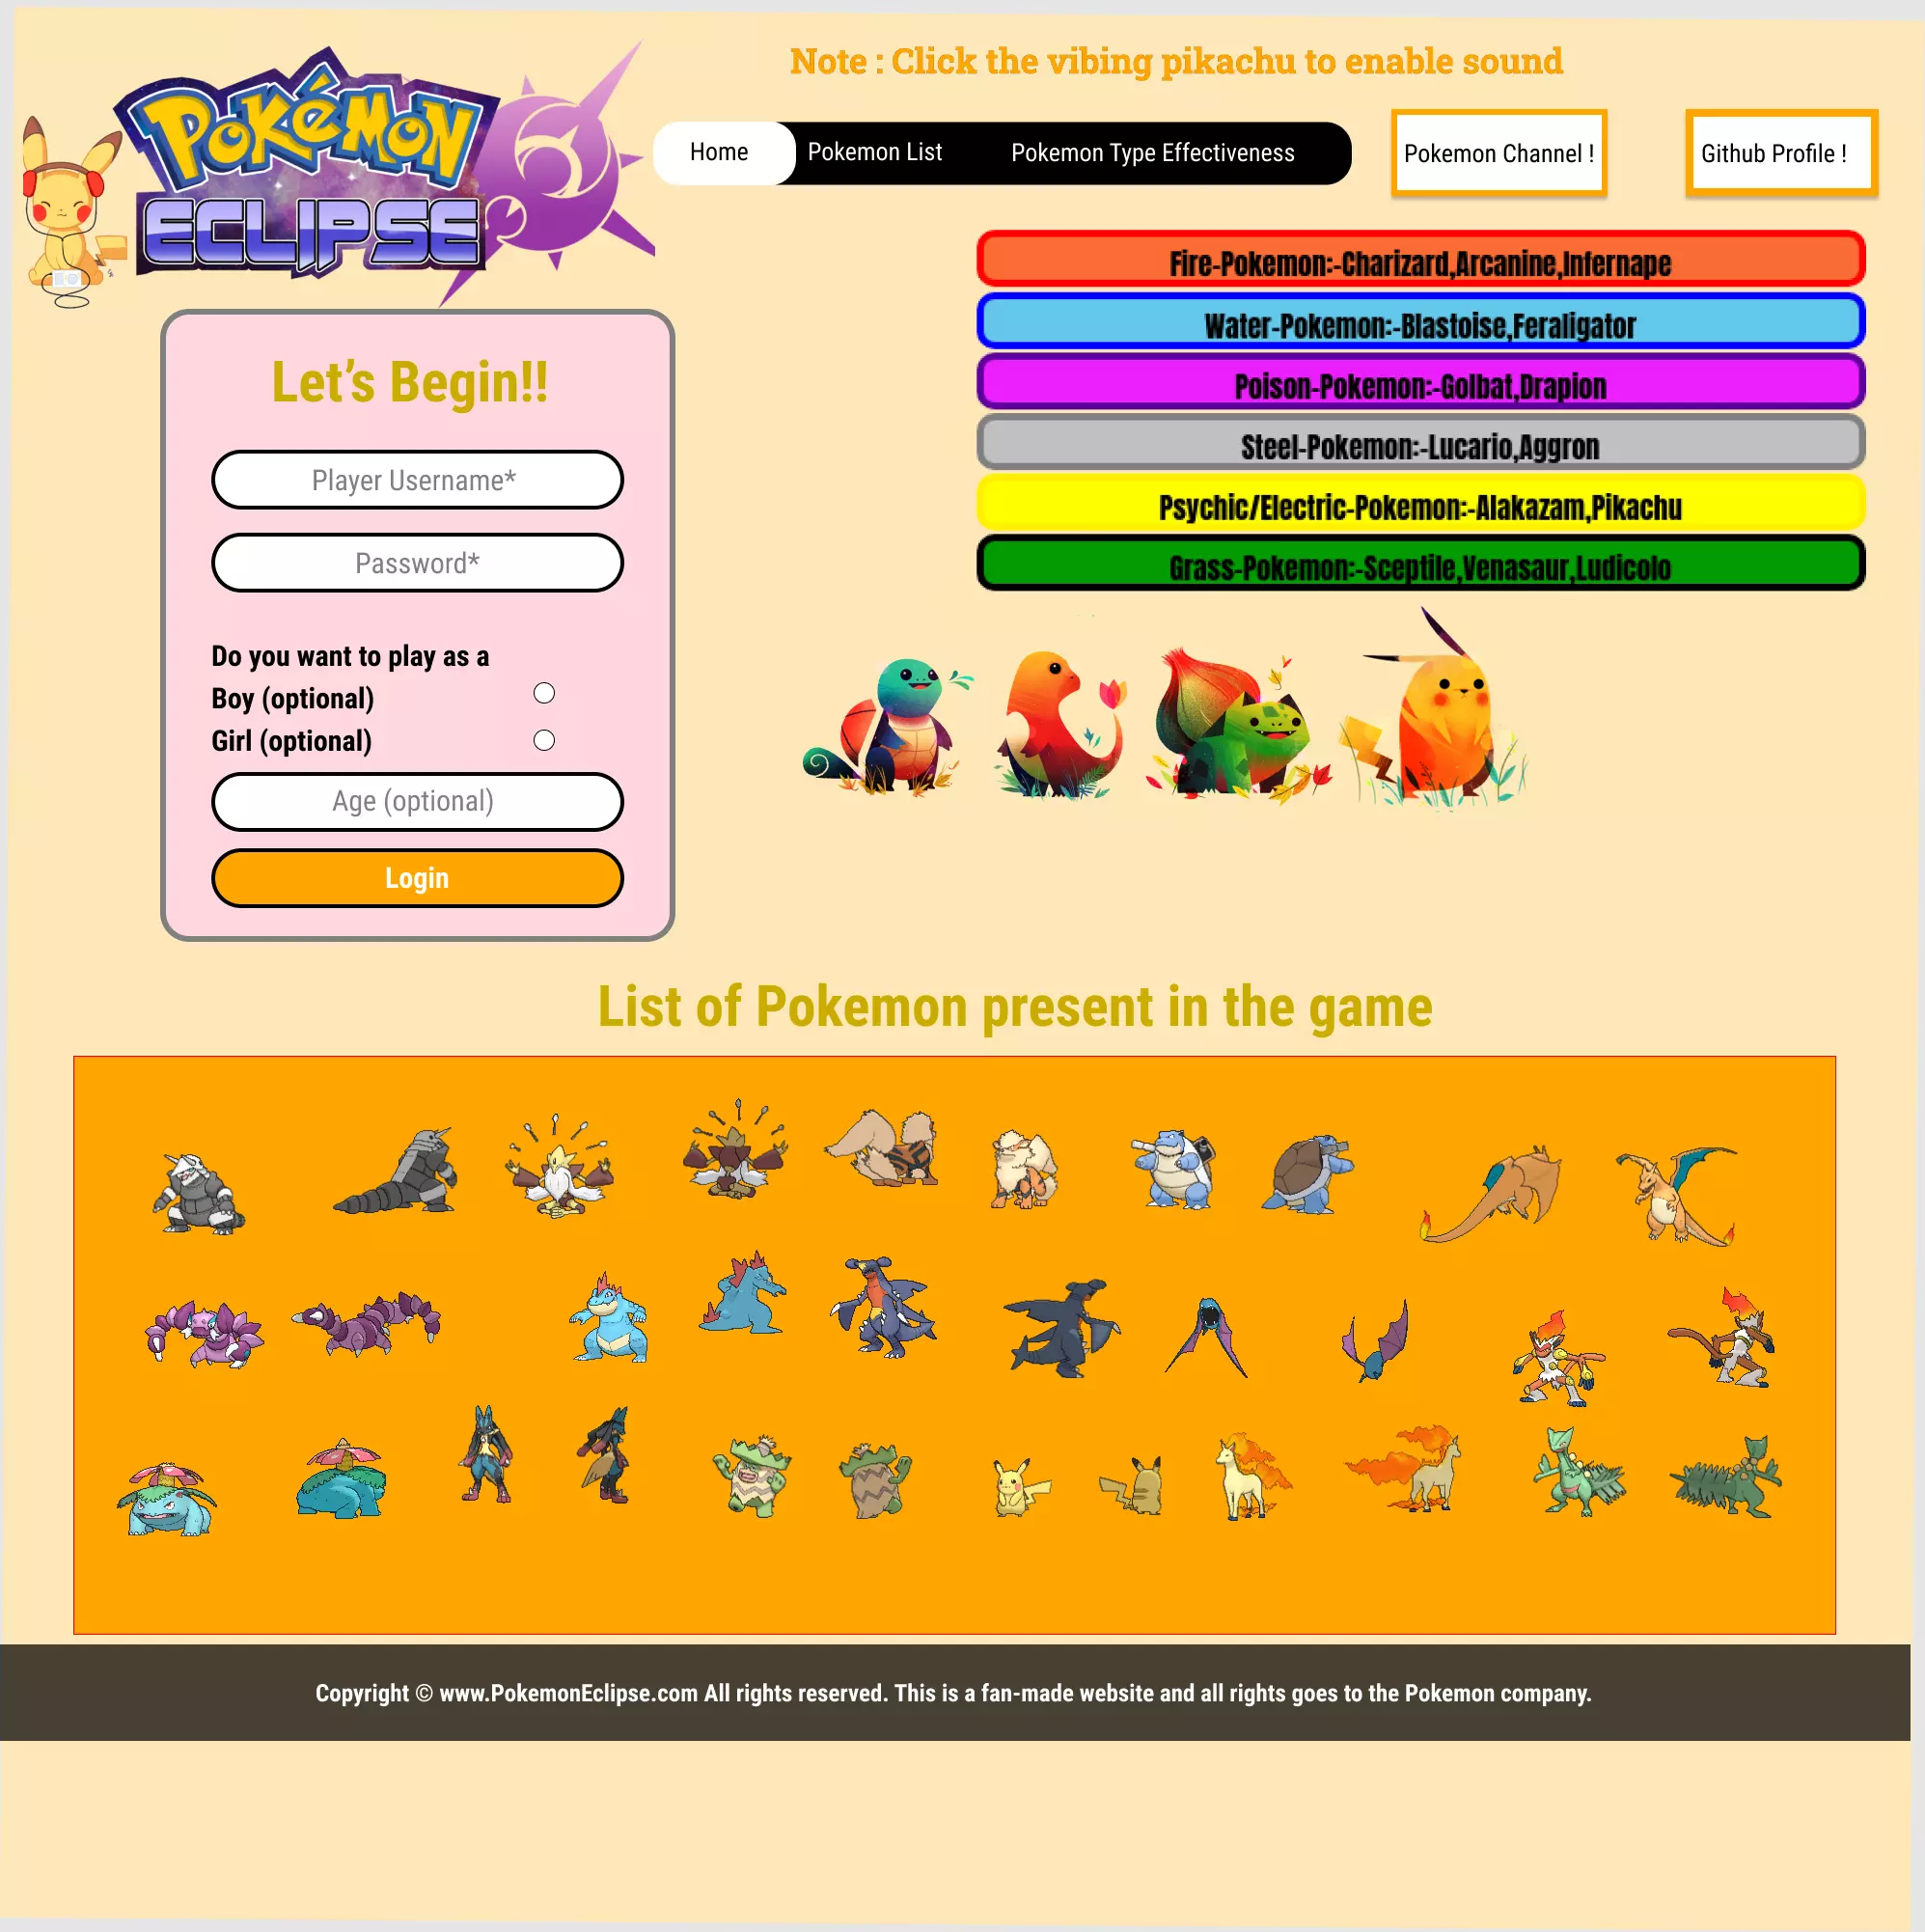 Note : Click the vibing pikachu to enable sound
POKéMON
ECLIPSE
Home
Pokemon List
Pokemon Type Effectiveness
Pokemon Channel !
Github Profile !
Fire-Pokemon:-Charizard,Arcanine,Infernape
Water-Pokemon:-Blastoise,Feraligator
Poison-Pokemon:-Golbat,Drapion
Steel-Pokemon:-Lucario,Aggron
Psychic/Electric-Pokemon:-Alakazam,Pikachu
Grass-Pokemon:-Sceptile,Venasaur,Ludicolo
Let’s Begin!!
Player Username*
Password*
Do you want to play as a
Boy (optional)
Girl (optional)
Age (optional)
Login
List of Pokemon present in the game
Copyright © www.PokemonEclipse.com All rights reserved. This is a fan-made website and all rights goes to the Pokemon company.